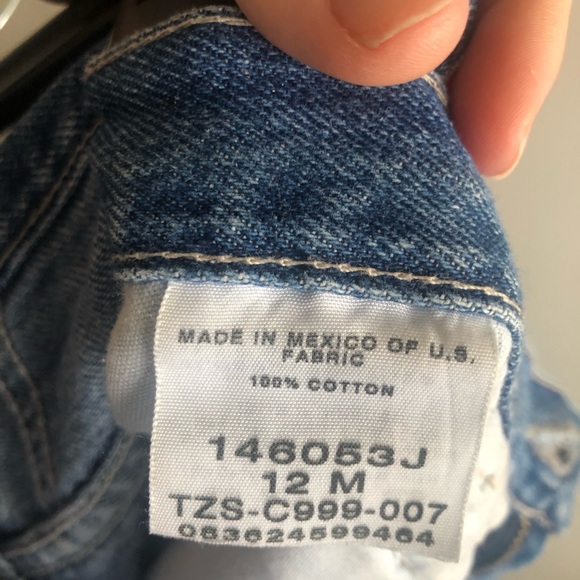 MADE IN MEXICO OF U.S.
FABRIC
100% COTTON
146053J
12 M
TZS-C999-007
083624599464